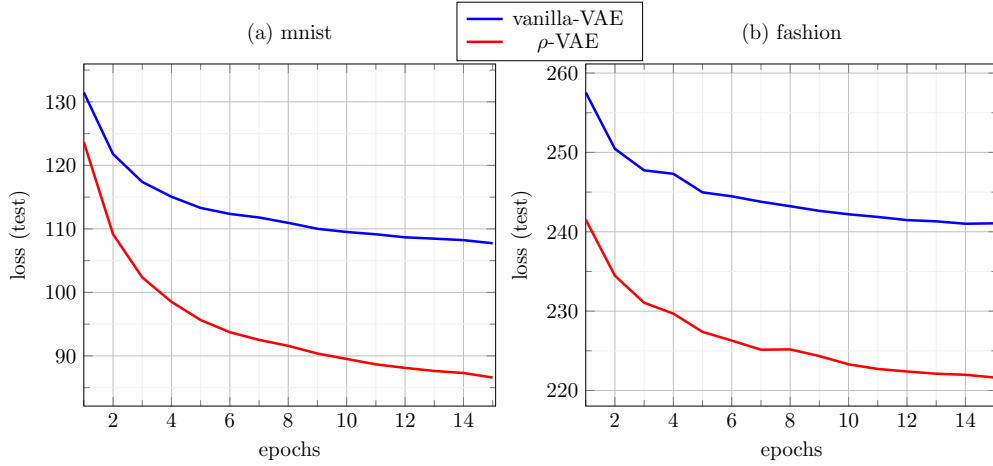 (a) mnist
vanilla-VAE
ρ-VAE
(b) fashion
130
120
110
100
90
loss (test)
2 4 6 8 10 12 14
epochs
260
250
240
230
220
loss (test)
2 4 6 8 10 12 14
epochs